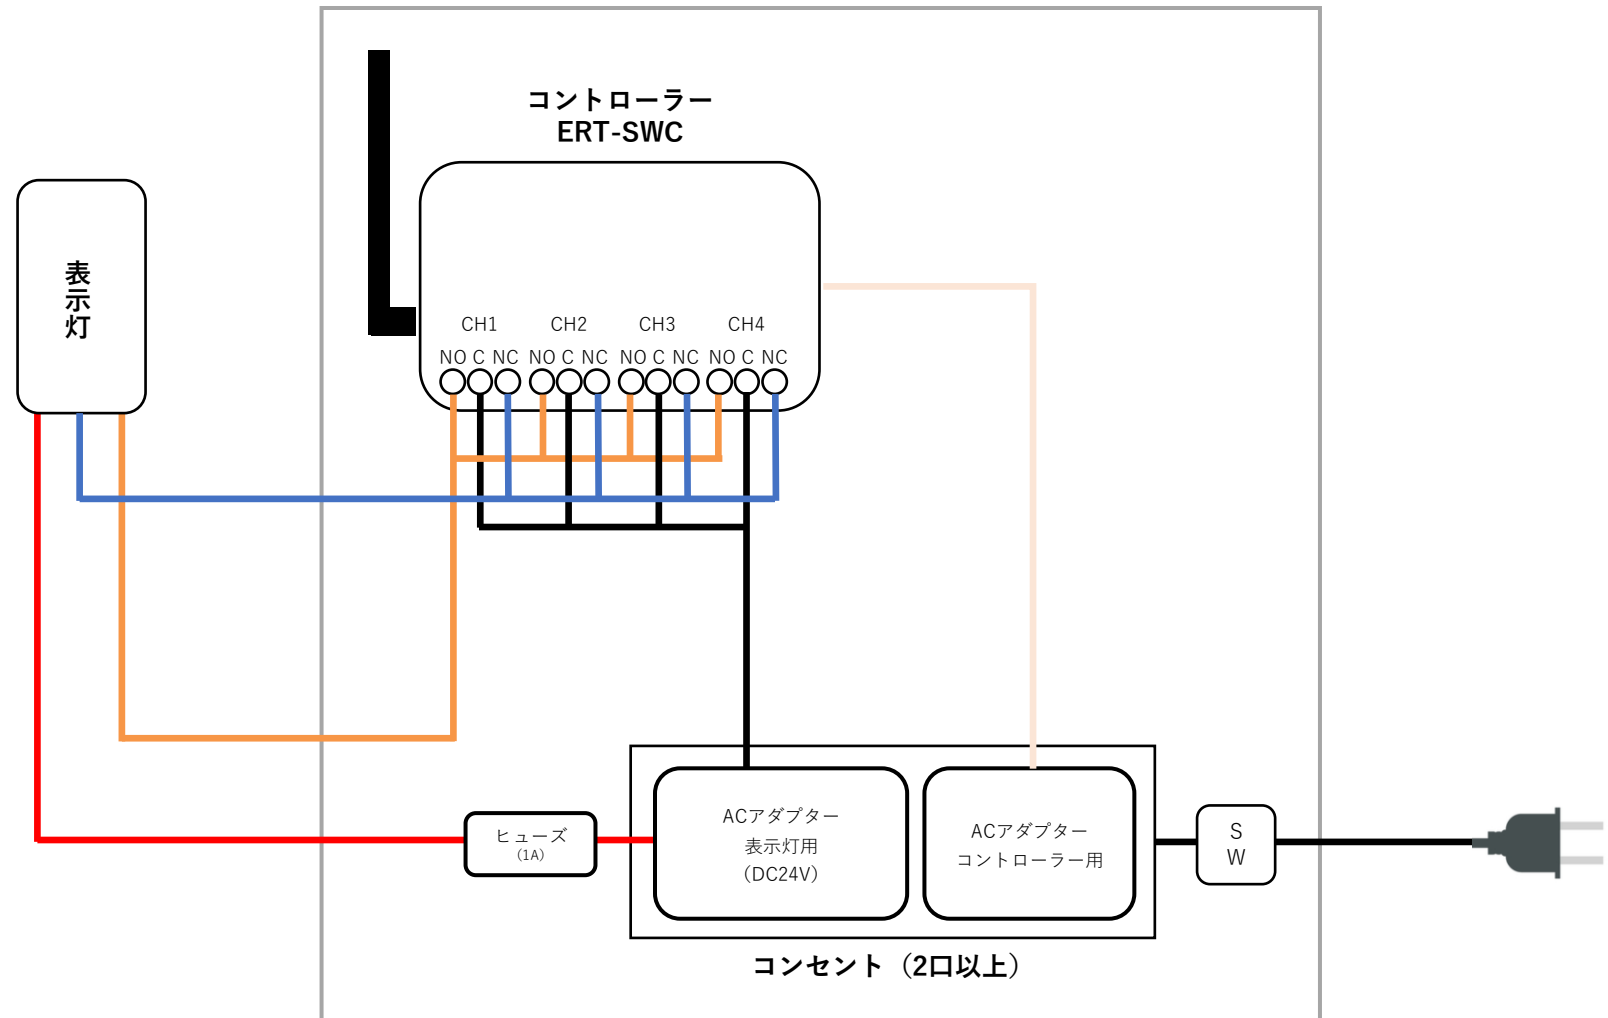 コントローラー
ERT-SWC
表示灯
CH1 CH2 CH3 CH4
NO C NC NO C NC NO C NC NO C NC
ヒューズ
（1A）
ACアダプター
表示灯用
（DC24V）
ACアダプター
コントローラー用
S
W
コンセント（2口以上）